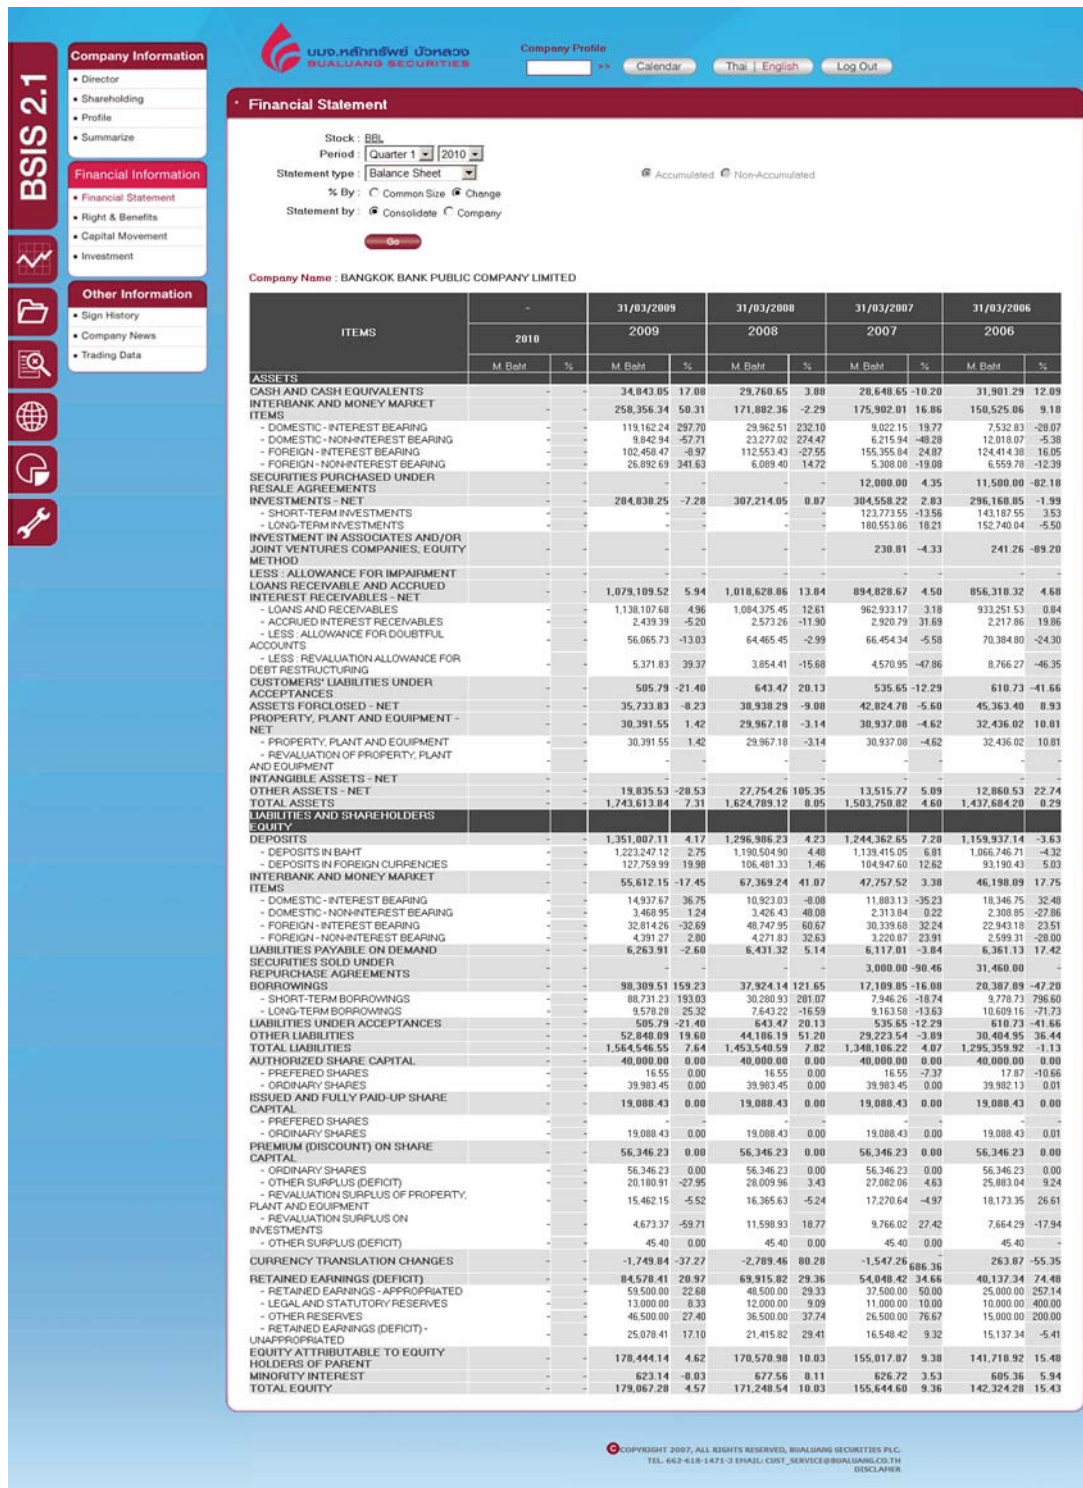 บมจ.หลักทรัพย์ บัวหลวง
BUALUANG SECURITIES
Company Profile
>> Calendar Thai | English Log Out
BSIS 2.1
Company Information
• Director
• Shareholding
• Profile
• Summarize
Financial Information
• Financial Statement
• Right & Benefits
• Capital Movement
• Investment
Other Information
• Sign History
• Company News
• Trading Data
Financial Statement
Stock : BBL
Period : Quarter 1 2010
Statement type : Balance Sheet Accumulated Non-Accumulated
% By : Common Size Change
Statement by : Consolidate Company
Go
Company Name : BANGKOK BANK PUBLIC COMPANY LIMITED
ITEMS - 31/03/2009 31/03/2008 31/03/2007 31/03/2006
2010 2009 2008 2007 2006
M. Baht % M. Baht % M. Baht % M. Baht % M. Baht %
ASSETS
CASH AND CASH EQUIVALENTS - - 34,843.05 17.08 29,760.65 3.88 28,648.65 -10.20 31,901.29 12.09
INTERBANK AND MONEY MARKET
ITEMS - - 258,356.34 50.31 171,882.36 -2.29 175,902.01 16.86 150,525.06 9.18
- DOMESTIC - INTEREST BEARING - - 119,162.24 297.70 29,962.51 232.10 9,022.15 19.77 7,532.83 -28.07
- DOMESTIC - NON-INTEREST BEARING - - 9,842.94 -57.71 23,277.02 274.47 6,215.94 -48.28 12,018.07 -5.38
- FOREIGN - INTEREST BEARING - - 102,458.47 -8.97 112,553.43 -27.55 155,355.84 24.87 124,414.38 16.05
- FOREIGN - NON-INTEREST BEARING - - 26,892.69 341.63 6,089.40 14.72 5,308.08 -19.08 6,559.78 -12.39
SECURITIES PURCHASED UNDER
RESALE AGREEMENTS - - - - - - 12,000.00 4.35 11,500.00 -82.18
INVESTMENTS - NET - - 284,838.25 -7.28 307,214.05 0.87 304,558.22 2.83 296,168.85 -1.99
- SHORT-TERM INVESTMENTS - - - - - - 123,773.55 -13.56 143,187.55 3.53
- LONG-TERM INVESTMENTS - - - - - - 180,553.86 18.21 152,740.04 -5.50
INVESTMENT IN ASSOCIATES AND/OR
JOINT VENTURES COMPANIES, EQUITY
METHOD - - - - - - 230.81 -4.33 241.26 -89.20
LESS : ALLOWANCE FOR IMPAIRMENT - - - - - - - - - -
LOANS RECEIVABLE AND ACCRUED
INTEREST RECEIVABLES - NET - - 1,079,109.52 5.94 1,018,628.86 13.84 894,828.67 4.50 856,318.32 4.68
- LOANS AND RECEIVABLES - - 1,138,107.68 4.96 1,084,375.45 12.61 962,933.17 3.18 933,251.53 0.84
- ACCRUED INTEREST RECEIVABLES - - 2,439.39 -5.20 2,573.26 -11.90 2,920.79 31.69 2,217.86 19.86
- LESS : ALLOWANCE FOR DOUBTFUL
ACCOUNTS - - 56,065.73 -13.03 64,465.45 -2.99 66,454.34 -5.58 70,384.80 -24.30
- LESS : REVALUATION ALLOWANCE FOR
DEBT RESTRUCTURING - - 5,371.83 39.37 3,854.41 -15.68 4,570.95 -47.86 8,766.27 -46.35
CUSTOMERS' LIABILITIES UNDER
ACCEPTANCES - - 505.79 -21.40 643.47 20.13 535.65 -12.29 610.73 -41.66
ASSETS FORCLOSED - NET - - 35,733.83 -8.23 38,938.29 -9.08 42,824.78 -5.60 45,363.40 8.93
PROPERTY, PLANT AND EQUIPMENT -
NET - - 30,391.55 1.42 29,967.18 -3.14 30,937.08 -4.62 32,436.02 10.81
- PROPERTY, PLANT AND EQUIPMENT - - 30,391.55 1.42 29,967.18 -3.14 30,937.08 -4.62 32,436.02 10.81
- REVALUATION OF PROPERTY, PLANT
AND EQUIPMENT - - - - - - - - - -
INTANGIBLE ASSETS - NET - - - - - - - - - -
OTHER ASSETS - NET - - 19,835.53 -28.53 27,754.26 105.35 13,515.77 5.09 12,860.53 22.74
TOTAL ASSETS - - 1,743,613.84 7.31 1,624,789.12 8.05 1,503,750.82 4.60 1,437,684.20 0.29
LIABILITIES AND SHAREHOLDERS
EQUITY
DEPOSITS - - 1,351,007.11 4.17 1,296,986.23 4.23 1,244,362.65 7.28 1,159,937.14 -3.63
- DEPOSITS IN BAHT - - 1,223,247.12 2.75 1,190,504.90 4.48 1,139,415.05 6.81 1,066,746.71 -4.32
- DEPOSITS IN FOREIGN CURRENCIES - - 127,759.99 19.98 106,481.33 1.46 104,947.60 12.62 93,190.43 5.03
INTERBANK AND MONEY MARKET
ITEMS - - 55,612.15 -17.45 67,369.24 41.07 47,757.52 3.38 46,198.09 17.75
- DOMESTIC - INTEREST BEARING - - 14,937.67 36.75 10,923.03 -8.08 11,883.13 -35.23 18,346.75 32.48
- DOMESTIC - NON-INTEREST BEARING - - 3,468.95 1.24 3,426.43 48.08 2,313.84 0.22 2,308.85 -27.86
- FOREIGN - INTEREST BEARING - - 32,814.26 -32.69 48,747.95 60.67 30,339.68 32.24 22,943.18 23.51
- FOREIGN - NON-INTEREST BEARING - - 4,391.27 2.80 4,271.83 32.63 3,220.87 23.91 2,599.31 -28.00
LIABILITIES PAYABLE ON DEMAND - - 6,263.91 -2.60 6,431.32 5.14 6,117.01 -3.84 6,361.13 17.42
SECURITIES SOLD UNDER
REPURCHASE AGREEMENTS - - - - - - 3,000.00 -90.46 31,460.00 -
BORROWINGS - - 98,309.51 159.23 37,924.14 121.65 17,109.85 -16.08 20,387.89 -47.20
- SHORT-TERM BORROWINGS - - 88,731.23 193.03 30,280.93 281.07 7,946.26 -18.74 9,778.73 796.60
- LONG-TERM BORROWINGS - - 9,578.28 25.32 7,643.22 -16.59 9,163.58 -13.63 10,609.16 -71.73
LIABILITIES UNDER ACCEPTANCES - - 505.79 -21.40 643.47 20.13 535.65 -12.29 610.73 -41.66
OTHER LIABILITIES - - 52,848.09 19.60 44,186.19 51.20 29,223.54 -3.89 30,404.95 36.44
TOTAL LIABILITIES - - 1,564,546.55 7.64 1,453,540.59 7.82 1,348,106.22 4.07 1,295,359.92 -1.13
AUTHORIZED SHARE CAPITAL - - 40,000.00 0.00 40,000.00 0.00 40,000.00 0.00 40,000.00 0.00
- PREFERED SHARES - - 16.55 0.00 16.55 0.00 16.55 -7.37 17.87 -10.66
- ORDINARY SHARES - - 39,983.45 0.00 39,983.45 0.00 39,983.45 0.00 39,982.13 0.01
ISSUED AND FULLY PAID-UP SHARE
CAPITAL - - 19,088.43 0.00 19,088.43 0.00 19,088.43 0.00 19,088.43 0.00
- PREFERED SHARES - - - - - - - - - -
- ORDINARY SHARES - - 19,088.43 0.00 19,088.43 0.00 19,088.43 0.00 19,088.43 0.01
PREMIUM (DISCOUNT) ON SHARE
CAPITAL - - 56,346.23 0.00 56,346.23 0.00 56,346.23 0.00 56,346.23 0.00
- ORDINARY SHARES - - 56,346.23 0.00 56,346.23 0.00 56,346.23 0.00 56,346.23 0.00
- OTHER SURPLUS (DEFICIT) - - 20,180.91 -27.95 28,009.96 3.43 27,082.06 4.63 25,883.04 9.24
- REVALUATION SURPLUS OF PROPERTY,
PLANT AND EQUIPMENT - - 15,462.15 -5.52 16,365.63 -5.24 17,270.64 -4.97 18,173.35 26.61
- REVALUATION SURPLUS ON
INVESTMENTS - - 4,673.37 -59.71 11,598.93 18.77 9,766.02 27.42 7,664.29 -17.94
- OTHER SURPLUS (DEFICIT) - - 45.40 0.00 45.40 0.00 45.40 0.00 45.40 -
CURRENCY TRANSLATION CHANGES - - -1,749.84 -37.27 -2,789.46 80.28 -1,547.26 -686.36 263.87 -55.35
RETAINED EARNINGS (DEFICIT) - - 84,578.41 20.97 69,915.82 29.36 54,048.42 34.66 40,137.34 74.48
- RETAINED EARNINGS - APPROPRIATED - - 59,500.00 22.68 48,500.00 29.33 37,500.00 50.00 25,000.00 257.14
- LEGAL AND STATUTORY RESERVES - - 13,000.00 8.33 12,000.00 9.09 11,000.00 10.00 10,000.00 400.00
- OTHER RESERVES - - 46,500.00 27.40 36,500.00 37.74 26,500.00 76.67 15,000.00 200.00
- RETAINED EARNINGS (DEFICIT) -
UNAPPROPRIATED - - 25,078.41 17.10 21,415.82 29.41 16,548.42 9.32 15,137.34 -5.41
EQUITY ATTRIBUTABLE TO EQUITY
HOLDERS OF PARENT - - 178,444.14 4.62 170,570.98 10.03 155,017.87 9.38 141,718.92 15.48
MINORITY INTEREST - - 623.14 -8.03 677.56 8.11 626.72 3.53 605.36 5.94
TOTAL EQUITY - - 179,067.28 4.57 171,248.54 10.03 155,644.60 9.36 142,324.28 15.43
COPYRIGHT 2007, ALL RIGHTS RESERVED, BUALUANG SECURITIES PLC.
TEL. 662-618-1471-3 EMAIL: CUST_SERVICE@BUALUANG.CO.TH
DISCLAMER